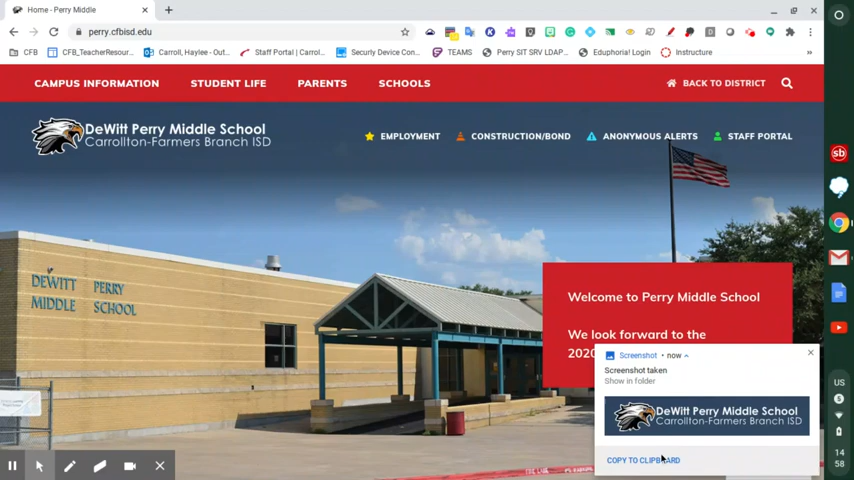 Home - Perry Middle
perry.cfbisd.edu
CFB
CFB_TeacherResour...
Carroll, Haylee - Out...
Staff Portal | Carrol...
Securly Device Con...
TEAMS
Perry SIT SRV LDAP...
Eduphoria! Login
Instructure
CAMPUS INFORMATION
STUDENT LIFE
PARENTS
SCHOOLS
BACK TO DISTRICT
DeWitt Perry Middle School
Carrollton-Farmers Branch ISD
EMPLOYMENT
CONSTRUCTION/BOND
ANONYMOUS ALERTS
STAFF PORTAL
DEWITT PERRY
MIDDLE SCHOOL
Welcome to Perry Middle School
We look forward to the
2020
Screenshot • now
Screenshot taken
Show in folder
DeWitt Perry Middle School
Carrollton-Farmers Branch ISD
COPY TO CLIPBOARD
sb
US
14
58